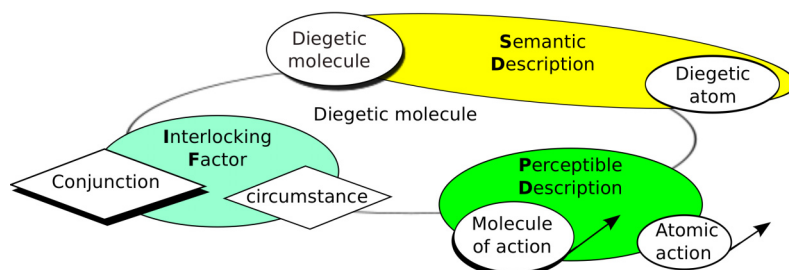 Diegetic
molecule
Semantic
Description
Diegetic
atom
Diegetic molecule
Interlocking
Factor
Conjunction
circumstance
Perceptible
Description
Molecule
of action
Atomic
action